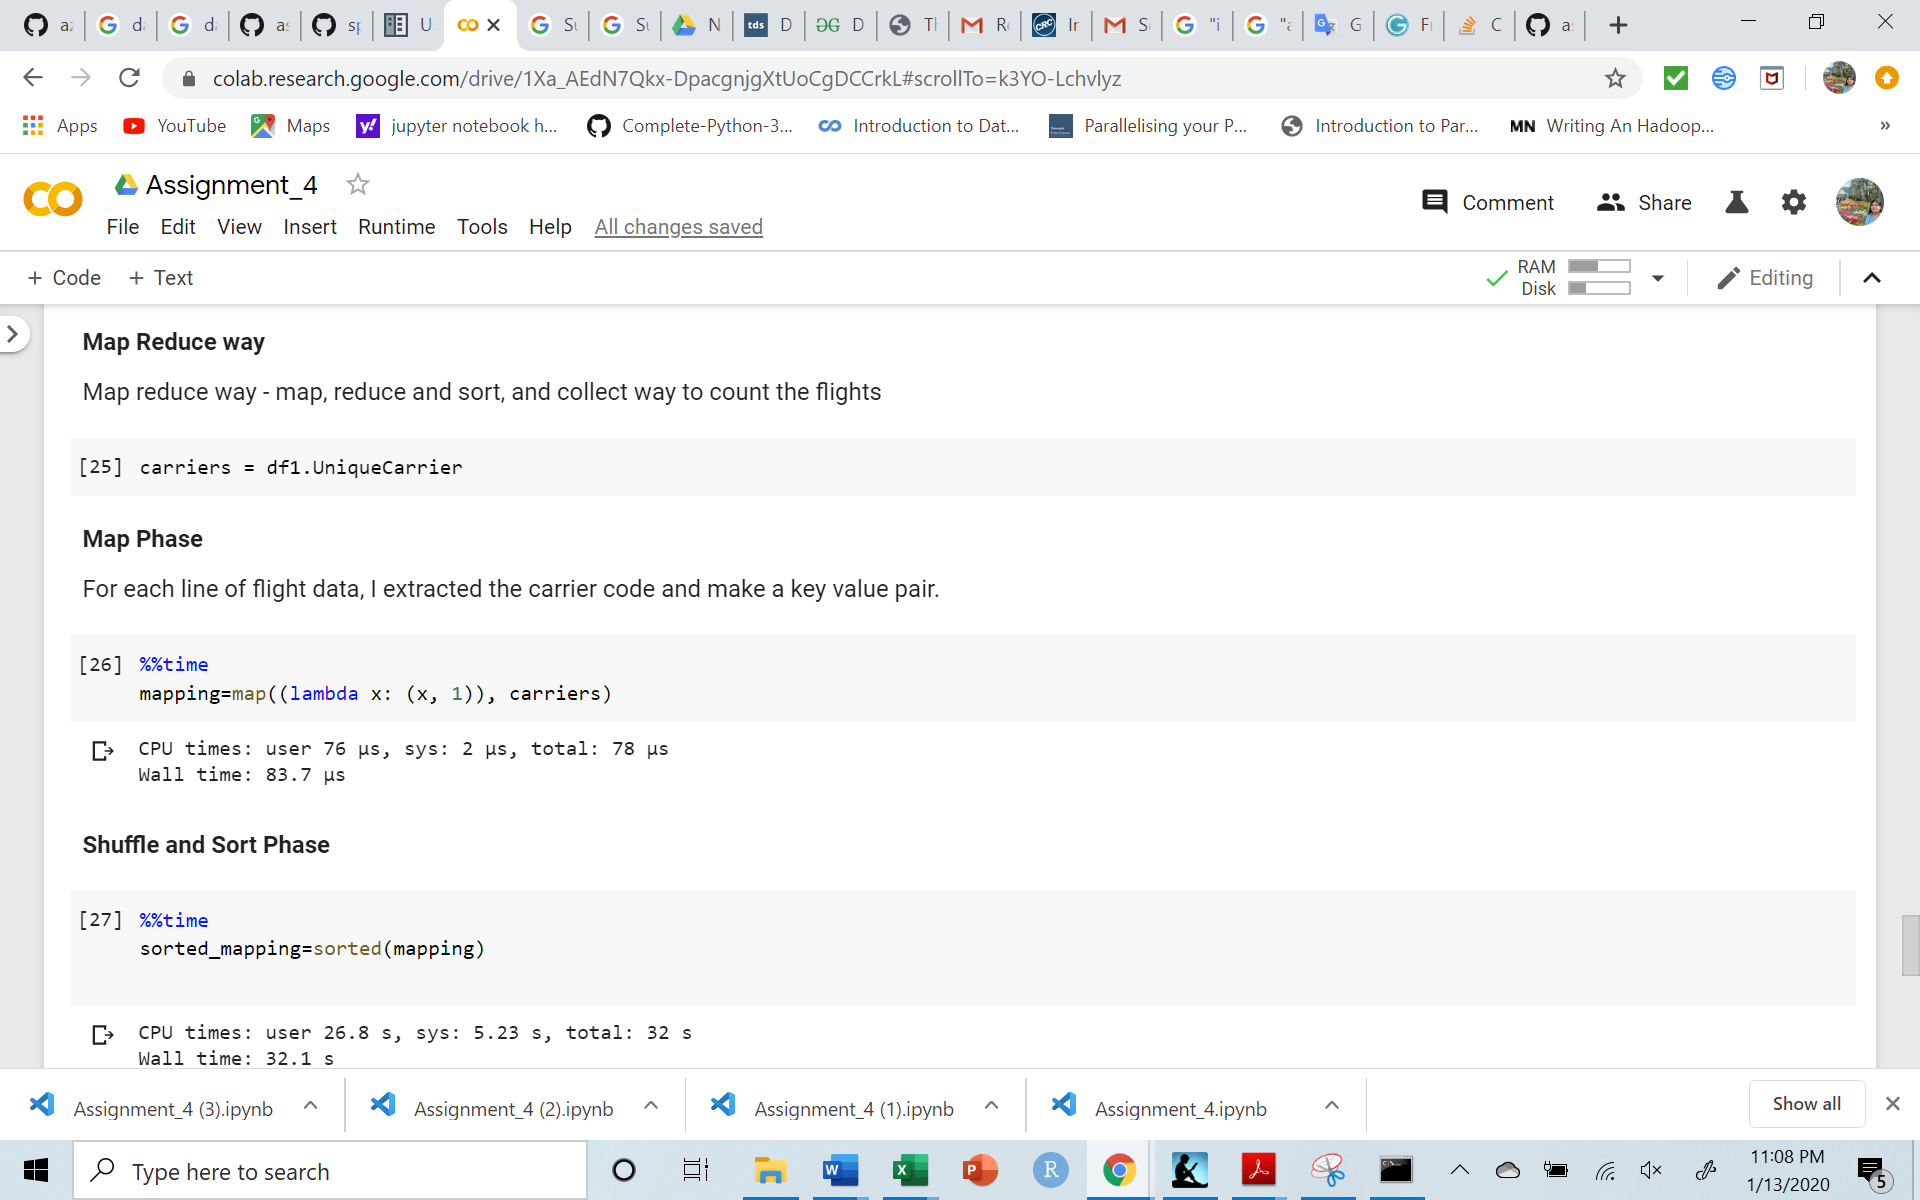 colab.research.google.com/drive/1Xa_AEdN7Qkx-DpacgnjgXtUoCgDCCrkL#scrollTo=k3YO-Lchvlyz
Apps YouTube Maps jupyter notebook h... Complete-Python-3... Introduction to Dat... Parallelising your P... Introduction to Par... MN Writing An Hadoop... »
Assignment_4
Comment Share
File Edit View Insert Runtime Tools Help All changes saved
+ Code + Text
RAM
Disk
Editing
Map Reduce way
Map reduce way - map, reduce and sort, and collect way to count the flights
[25] carriers = df1.UniqueCarrier
Map Phase
For each line of flight data, I extracted the carrier code and make a key value pair.
[26] %%time
mapping=map((lambda x: (x, 1)), carriers)
CPU times: user 76 µs, sys: 2 µs, total: 78 µs
Wall time: 83.7 µs
Shuffle and Sort Phase
[27] %%time
sorted_mapping=sorted(mapping)
CPU times: user 26.8 s, sys: 5.23 s, total: 32 s
Wall time: 32.1 s
Assignment_4 (3).ipynb Assignment_4 (2).ipynb Assignment_4 (1).ipynb Assignment_4.ipynb Show all
Type here to search
11:08 PM
1/13/2020
5